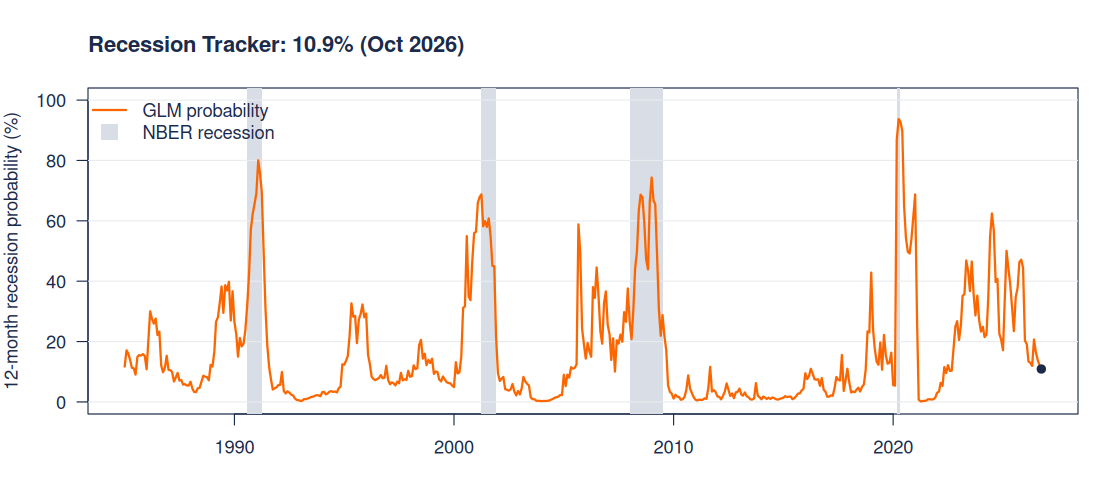 Recession Tracker: 10.9% (Oct 2026)
12-month recession probability (%)
100
80
60
40
20
0
GLM probability
NBER recession
1990
2000
2010
2020